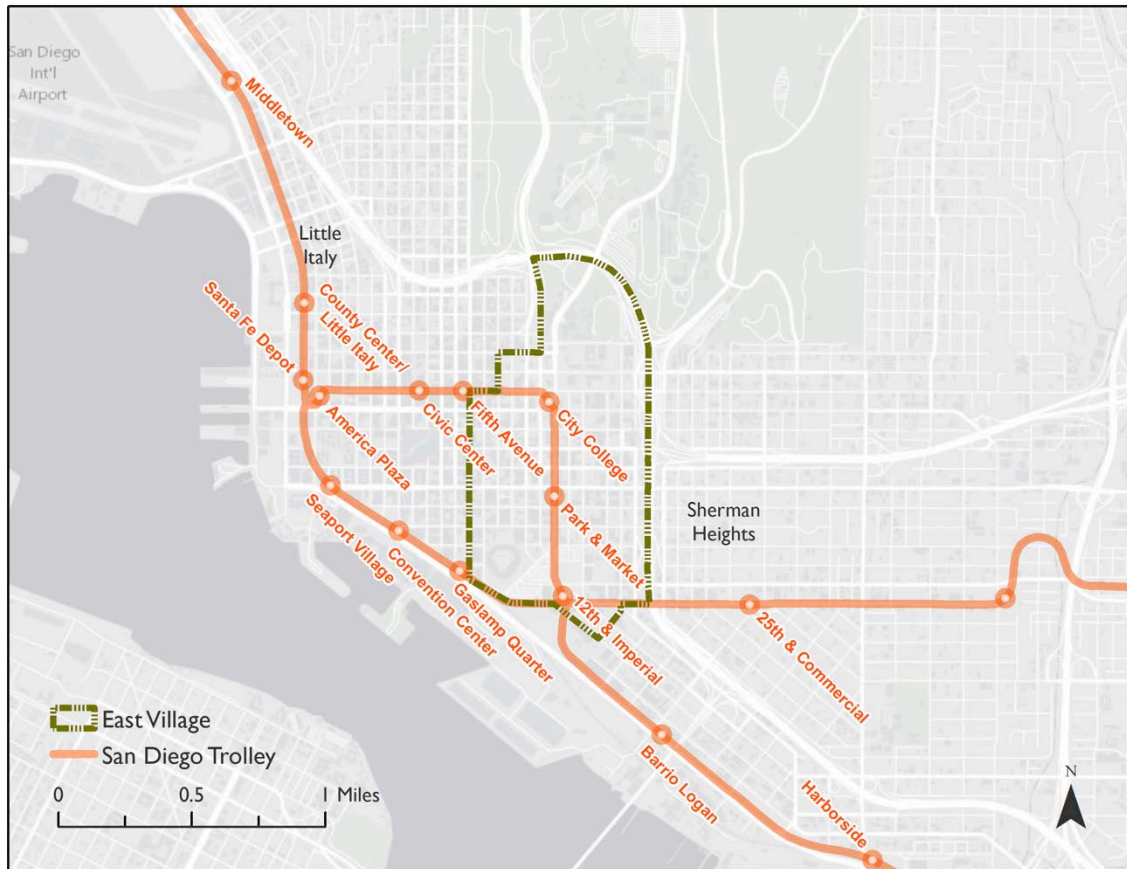 San Diego
Int'l
Airport
Middletown
Little
Italy
County Center/
Little Italy
Santa Fe Depot
America Plaza
Civic Center
Fifth Avenue
City College
Seaport Village
Convention Center
Gaslamp Quarter
Park & Market
Sherman
Heights
12th & Imperial
25th & Commercial
Barrio Logan
Harborside
East Village
San Diego Trolley
0 0.5 1 Miles
N